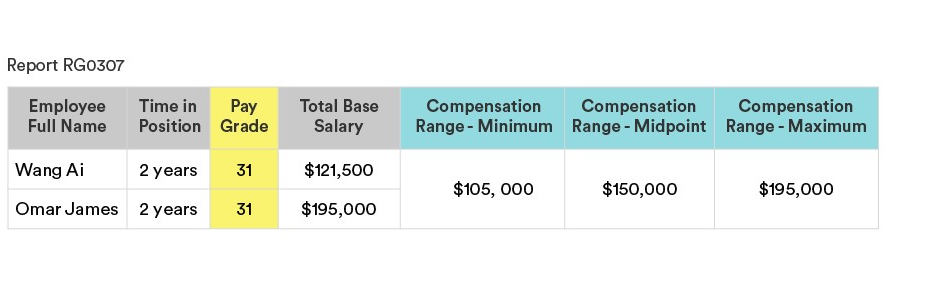 Report RG0307
Employee Time in Pay Total Base Compensation Compensation Compensation
Full Name Position Grade Salary Range - Minimum Range - Midpoint Range - Maximum
Wang Ai 2 years 31 $121,500
$105, 000 $150,000 $195,000
Omar James 2 years 31 $195,000